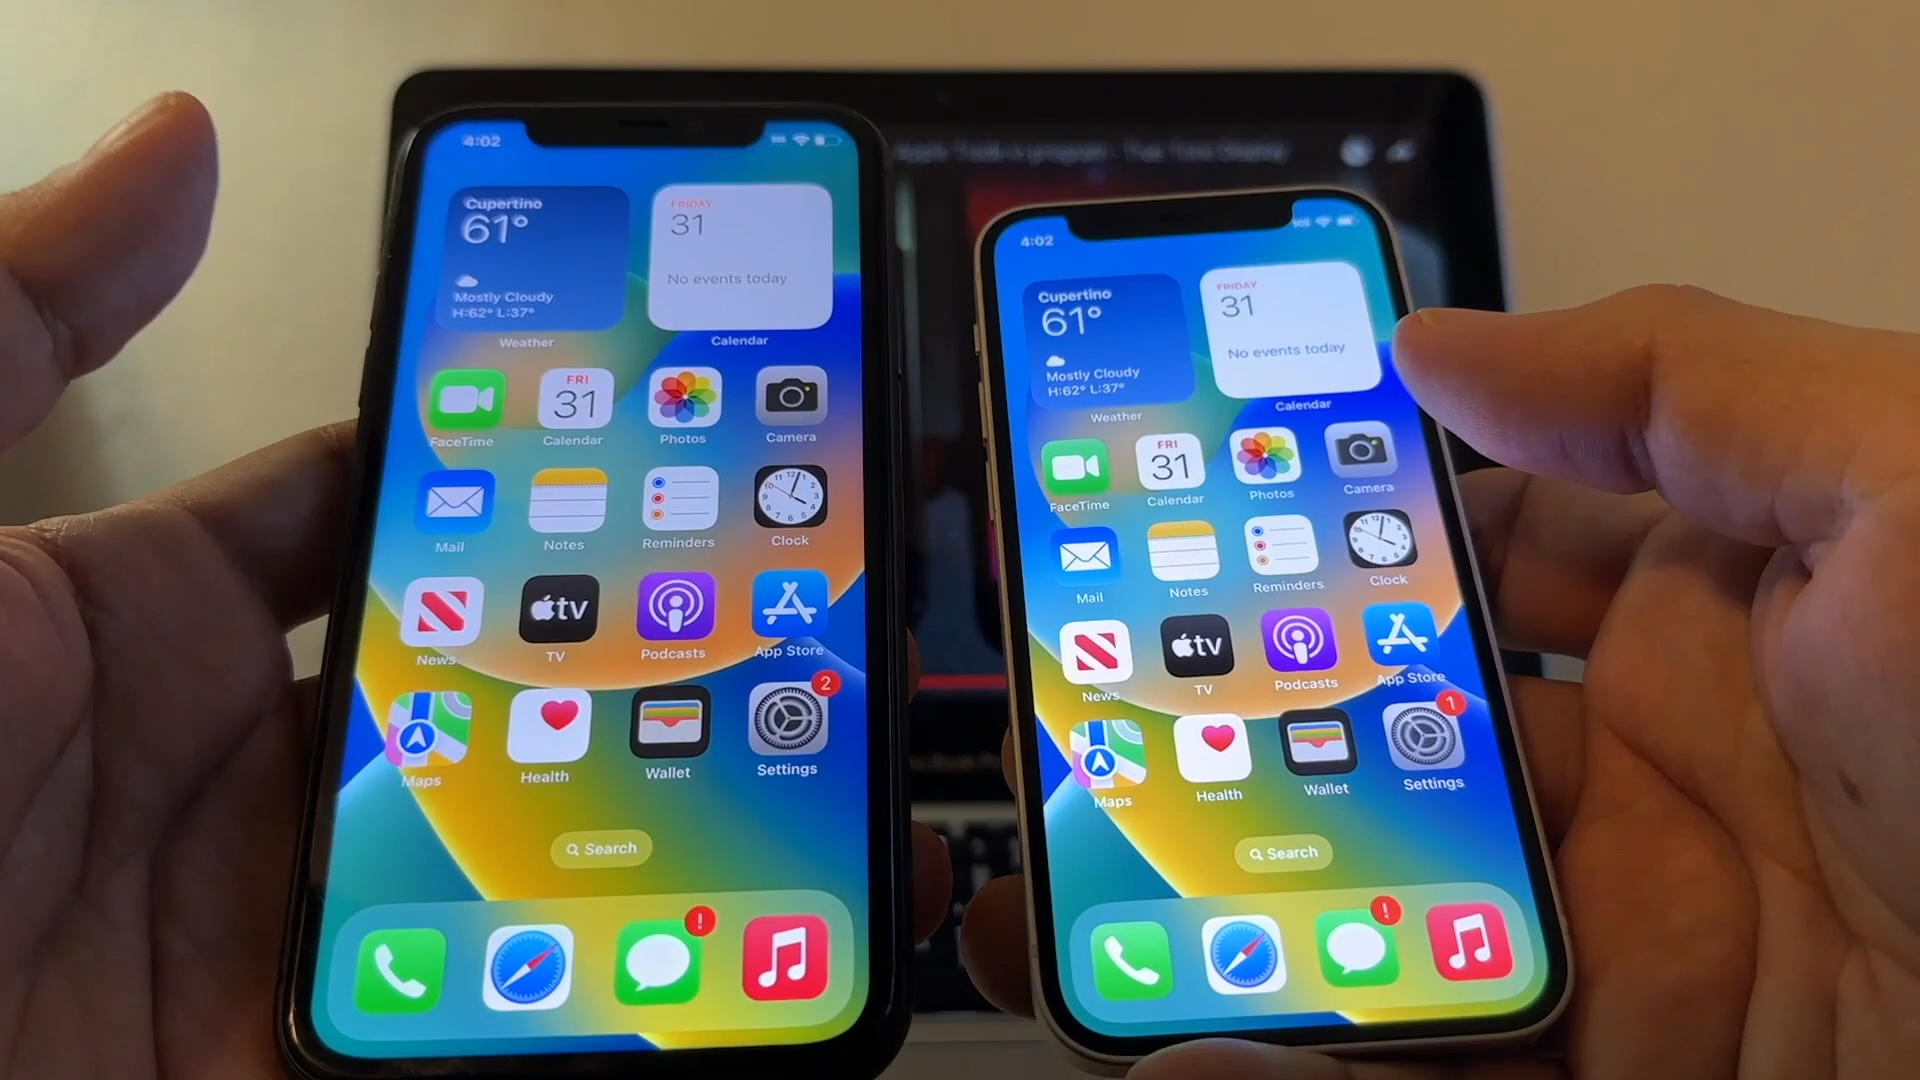 4:02
SOS
Cupertino
61°
Mostly Cloudy
H:62° L:37°
Weather
FRIDAY
31
No events today
Calendar
FaceTime
FRI
31
Calendar
Photos
Camera
Mail
Notes
Reminders
Clock
News
tv
TV
Podcasts
App Store
Maps
Health
Wallet
2
Settings
Search
!
4:02
SOS
Cupertino
61°
Mostly Cloudy
H:62° L:37°
Weather
FRIDAY
31
No events today
Calendar
FaceTime
FRI
31
Calendar
Photos
Camera
Mail
Notes
Reminders
Clock
News
tv
TV
Podcasts
App Store
Maps
Health
Wallet
1
Settings
Search
!